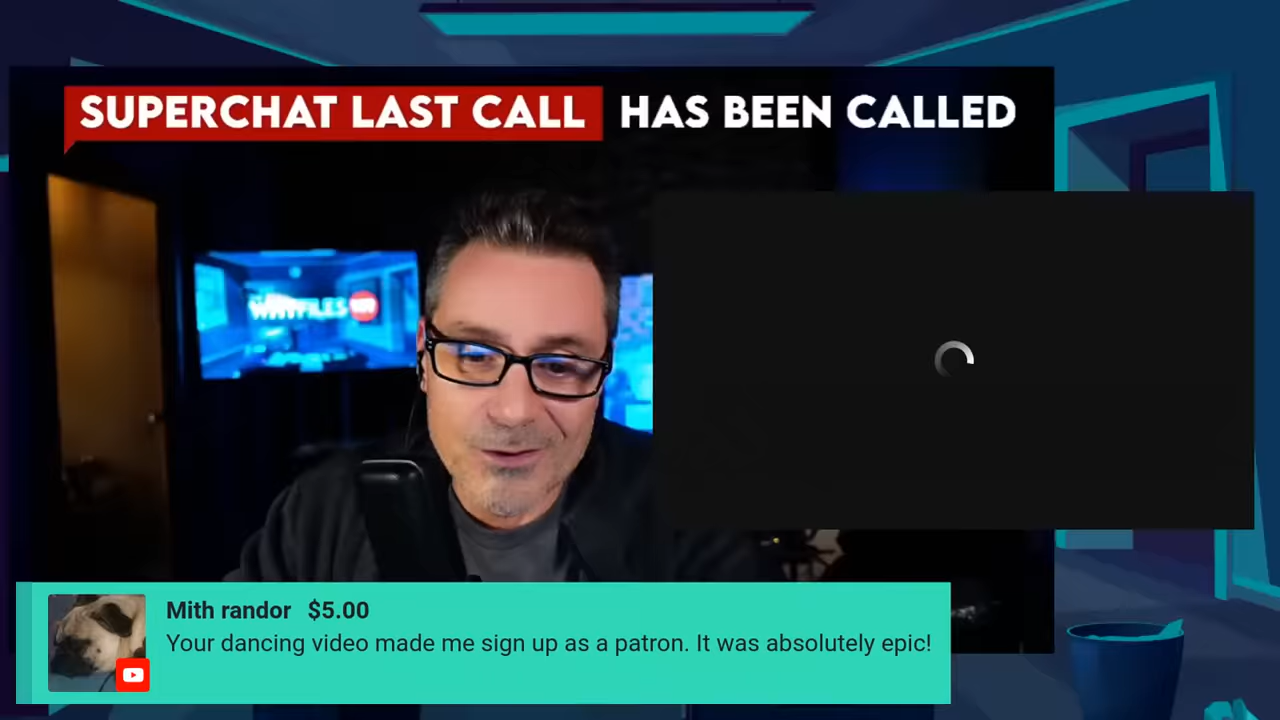 SUPERCHAT LAST CALL HAS BEEN CALLED
Mith randor $5.00
Your dancing video made me sign up as a patron. It was absolutely epic!